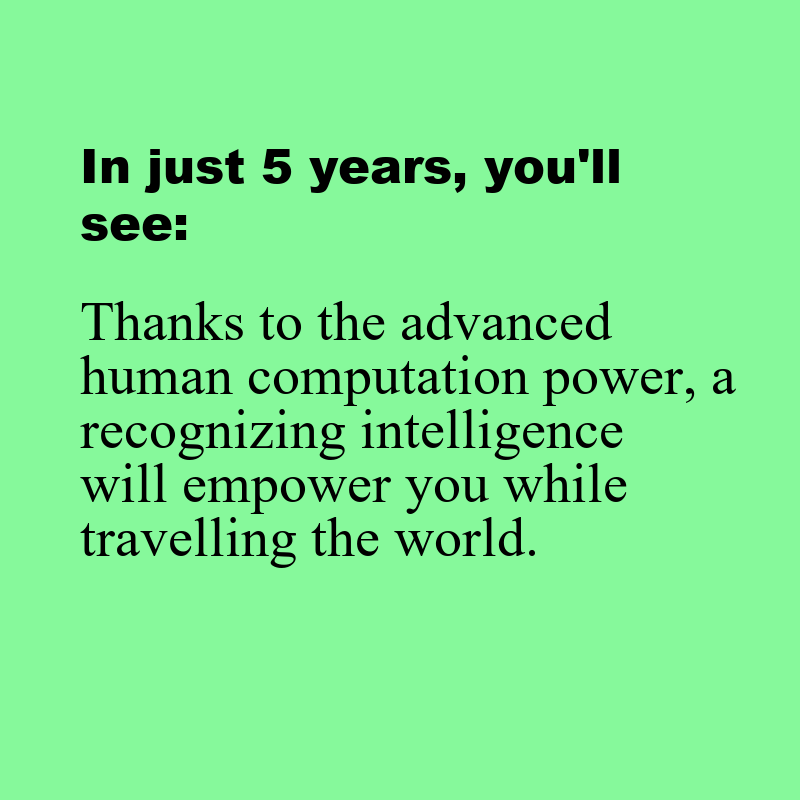 In just 5 years, you'll
see:
Thanks to the advanced
human computation power, a
recognizing intelligence
will empower you while
travelling the world.